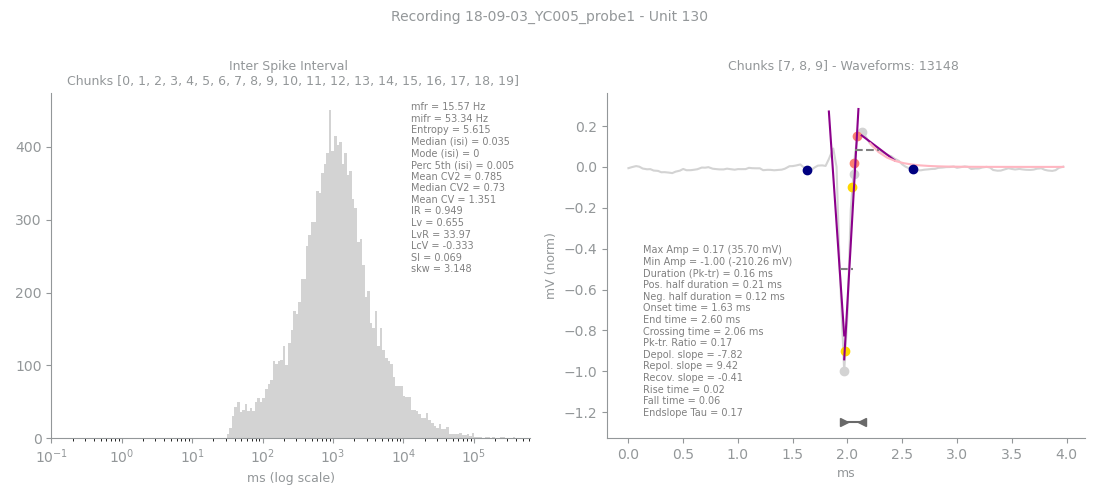 Recording 18-09-03_YC005_probe1 - Unit 130
Inter Spike Interval
Chunks [0, 1, 2, 3, 4, 5, 6, 7, 8, 9, 10, 11, 12, 13, 14, 15, 16, 17, 18, 19]
400
300
200
100
0
mfr = 15.57 Hz
mifr = 53.34 Hz
Entropy = 5.615
Median (isi) = 0.035
Mode (isi) = 0
Perc 5th (isi) = 0.005
Mean CV2 = 0.785
Median CV2 = 0.73
Mean CV = 1.351
IR = 0.949
Lv = 0.655
LvR = 33.97
LcV = -0.333
SI = 0.069
skw = 3.148
10⁻¹ 10⁰ 10¹ 10² 10³ 10⁴ 10⁵
ms (log scale)
Chunks [7, 8, 9] - Waveforms: 13148
mV (norm)
0.2
0.0
−0.2
−0.4
−0.6
−0.8
−1.0
−1.2
Max Amp = 0.17 (35.70 mV)
Min Amp = -1.00 (-210.26 mV)
Duration (Pk-tr) = 0.16 ms
Pos. half duration = 0.21 ms
Neg. half duration = 0.12 ms
Onset time = 1.63 ms
End time = 2.60 ms
Crossing time = 2.06 ms
Pk-tr. Ratio = 0.17
Depol. slope = -7.82
Repol. slope = 9.42
Recov. slope = -0.41
Rise time = 0.02
Fall time = 0.06
Endslope Tau = 0.17
0.0 0.5 1.0 1.5 2.0 2.5 3.0 3.5 4.0
ms